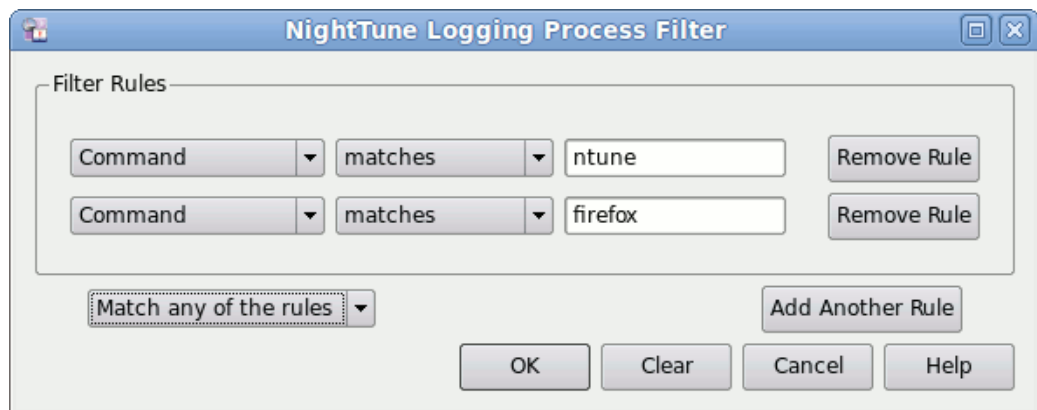 NightTune Logging Process Filter
Filter Rules
Command matches ntune Remove Rule
Command matches firefox Remove Rule
Match any of the rules Add Another Rule
OK Clear Cancel Help